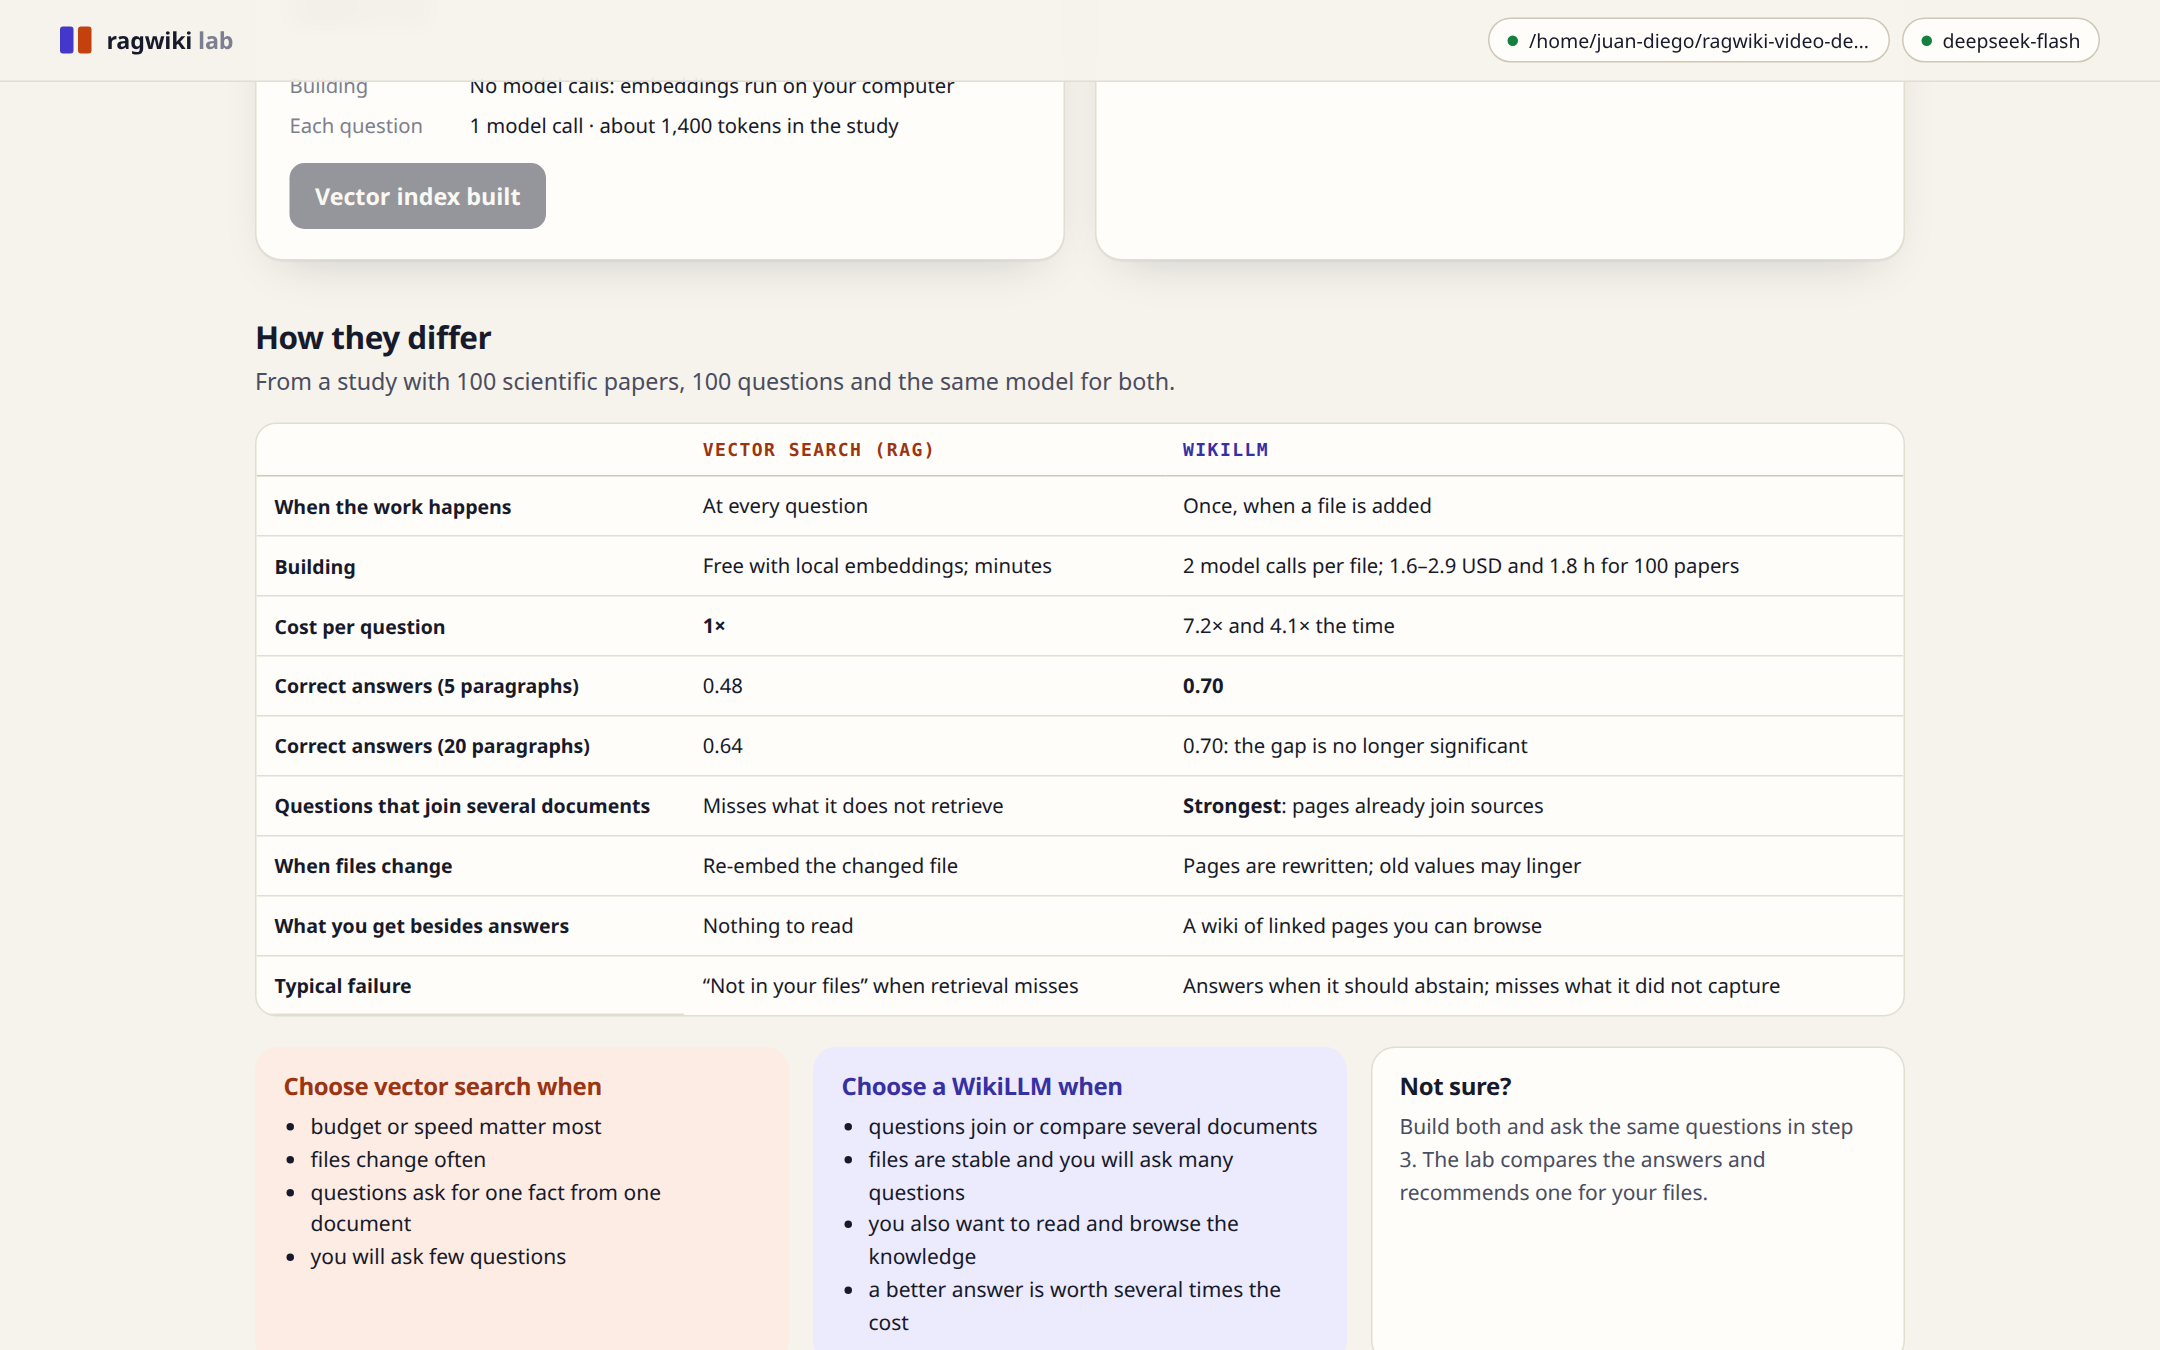 ragwiki lab
/home/juan-diego/ragwiki-video-de...
deepseek-flash
Building No model calls: embeddings run on your computer
Each question 1 model call · about 1,400 tokens in the study
Vector index built
How they differ
From a study with 100 scientific papers, 100 questions and the same model for both.
VECTOR SEARCH (RAG) WIKILLM
When the work happens At every question Once, when a file is added
Building Free with local embeddings; minutes 2 model calls per file; 1.6–2.9 USD and 1.8 h for 100 papers
Cost per question 1× 7.2× and 4.1× the time
Correct answers (5 paragraphs) 0.48 0.70
Correct answers (20 paragraphs) 0.64 0.70: the gap is no longer significant
Questions that join several documents Misses what it does not retrieve Strongest: pages already join sources
When files change Re-embed the changed file Pages are rewritten; old values may linger
What you get besides answers Nothing to read A wiki of linked pages you can browse
Typical failure “Not in your files” when retrieval misses Answers when it should abstain; misses what it did not capture
Choose vector search when
• budget or speed matter most
• files change often
• questions ask for one fact from one
document
• you will ask few questions
Choose a WikiLLM when
• questions join or compare several documents
• files are stable and you will ask many
questions
• you also want to read and browse the
knowledge
• a better answer is worth several times the
cost
Not sure?
Build both and ask the same questions in step
3. The lab compares the answers and
recommends one for your files.